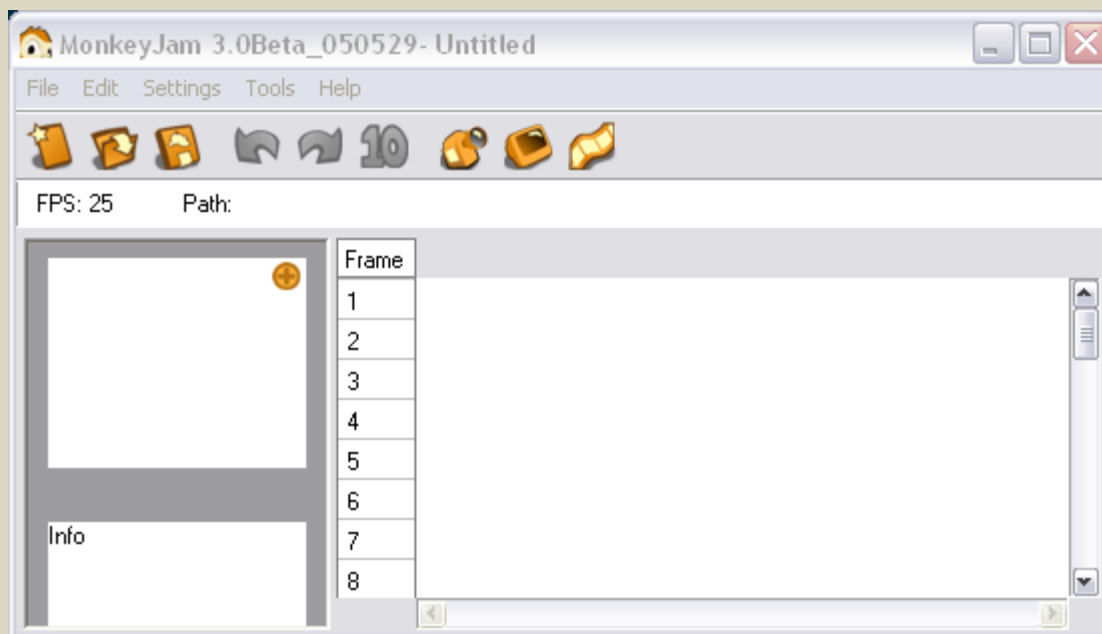 MonkeyJam 3.0Beta_050529- Untitled
File Edit Settings Tools Help
10
FPS: 25 Path:
Frame
1
2
3
4
5
6
7
8
Info